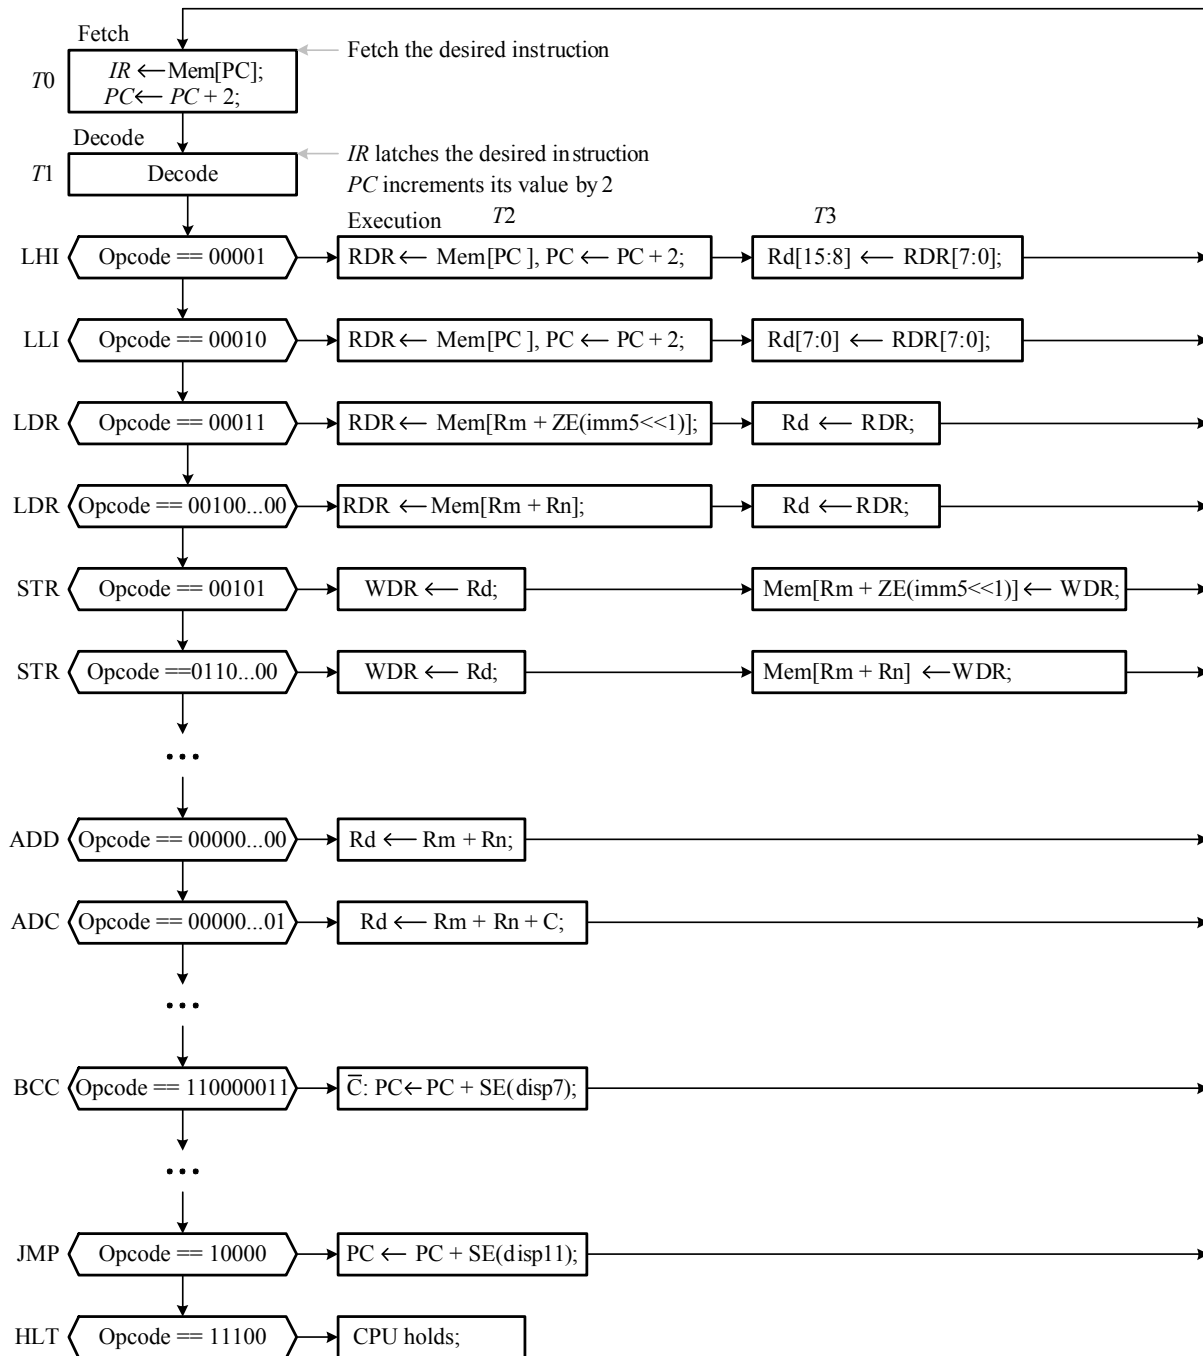 Fetch
Fetch the desired instruction
T0
IR ← Mem[PC];
PC ← PC + 2;
Decode
T1
Decode
IR latches the desired instruction
PC increments its value by 2
Execution
T2
T3
LHI
Opcode == 00001
RDR ← Mem[PC ], PC ← PC + 2;
Rd[15:8] ← RDR[7:0];
LLI
Opcode == 00010
RDR ← Mem[PC ], PC ← PC + 2;
Rd[7:0] ← RDR[7:0];
LDR
Opcode == 00011
RDR ← Mem[Rm + ZE(imm5<<1)];
Rd ← RDR;
LDR
Opcode == 00100...00
RDR ← Mem[Rm + Rn];
Rd ← RDR;
STR
Opcode == 00101
WDR ← Rd;
Mem[Rm + ZE(imm5<<1)] ← WDR;
STR
Opcode ==0110...00
WDR ← Rd;
Mem[Rm + Rn] ← WDR;
...
ADD
Opcode == 00000...00
Rd ← Rm + Rn;
ADC
Opcode == 00000...01
Rd ← Rm + Rn + C;
...
BCC
Opcode == 110000011
C̅: PC ← PC + SE(disp7);
...
JMP
Opcode == 10000
PC ← PC + SE(disp11);
HLT
Opcode == 11100
CPU holds;